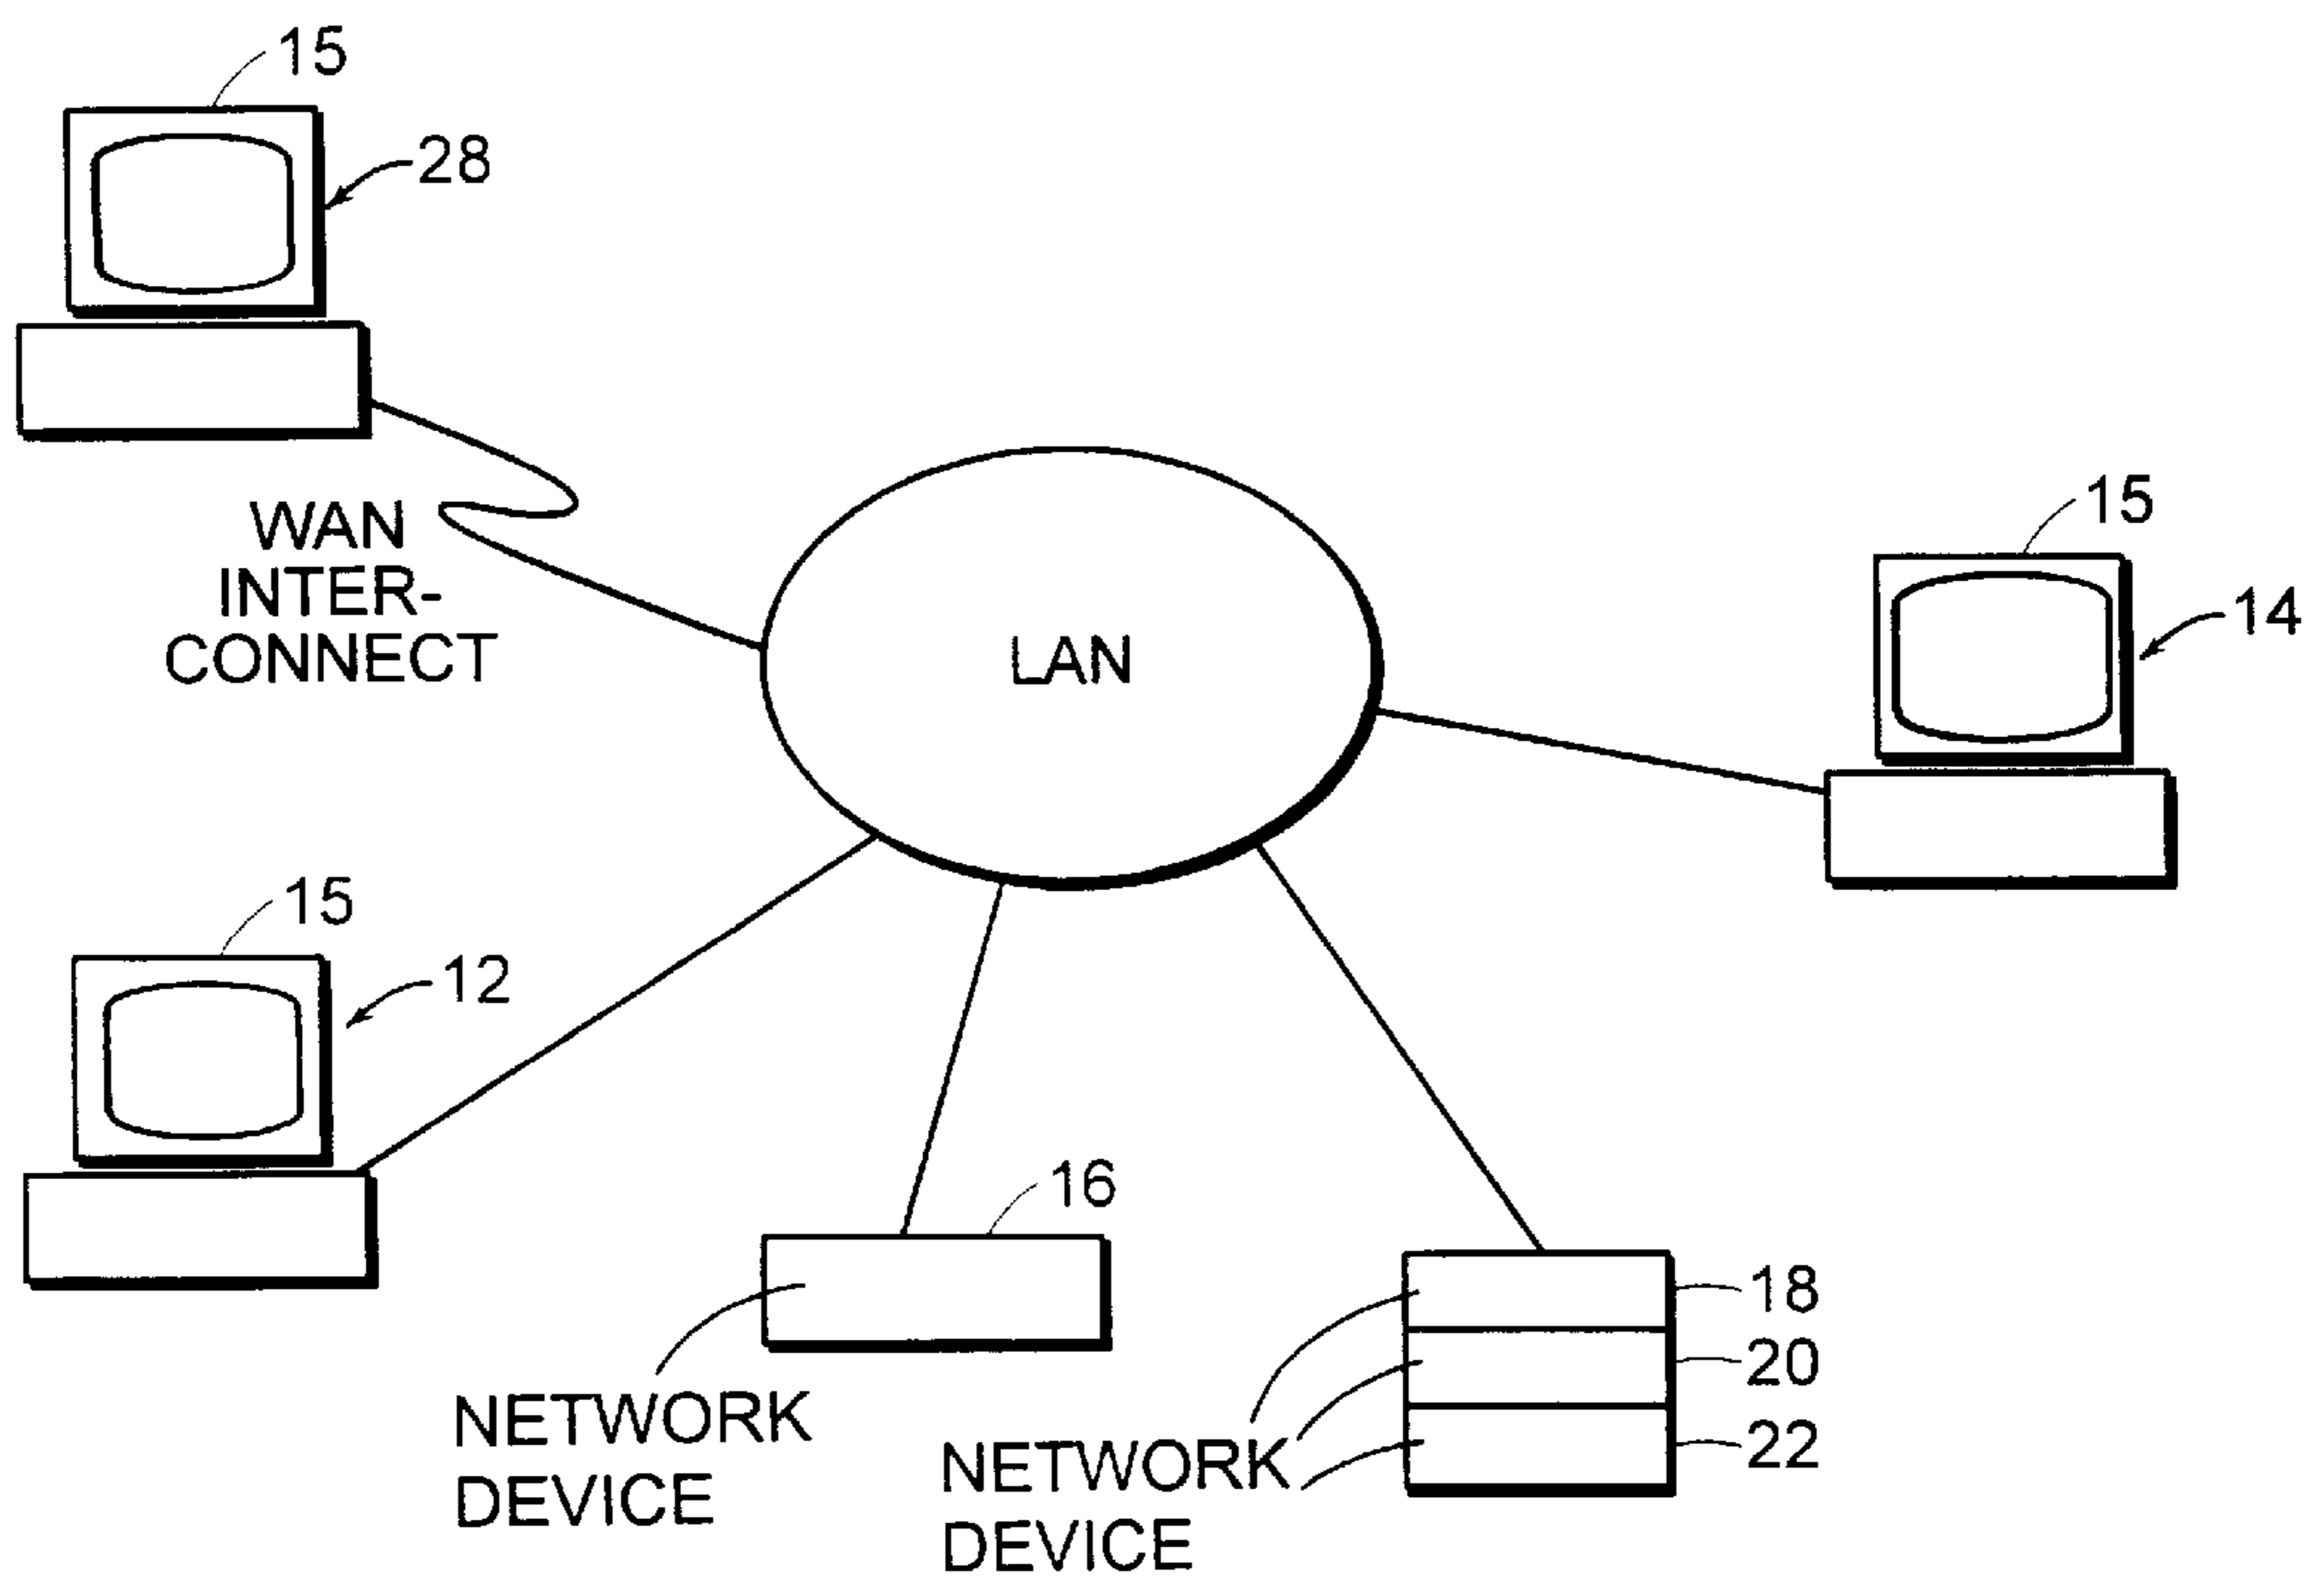 15
28
WAN
INTER-
CONNECT
LAN
15
14
15
12
16
NETWORK
DEVICE
18
20
22
NETWORK
DEVICE